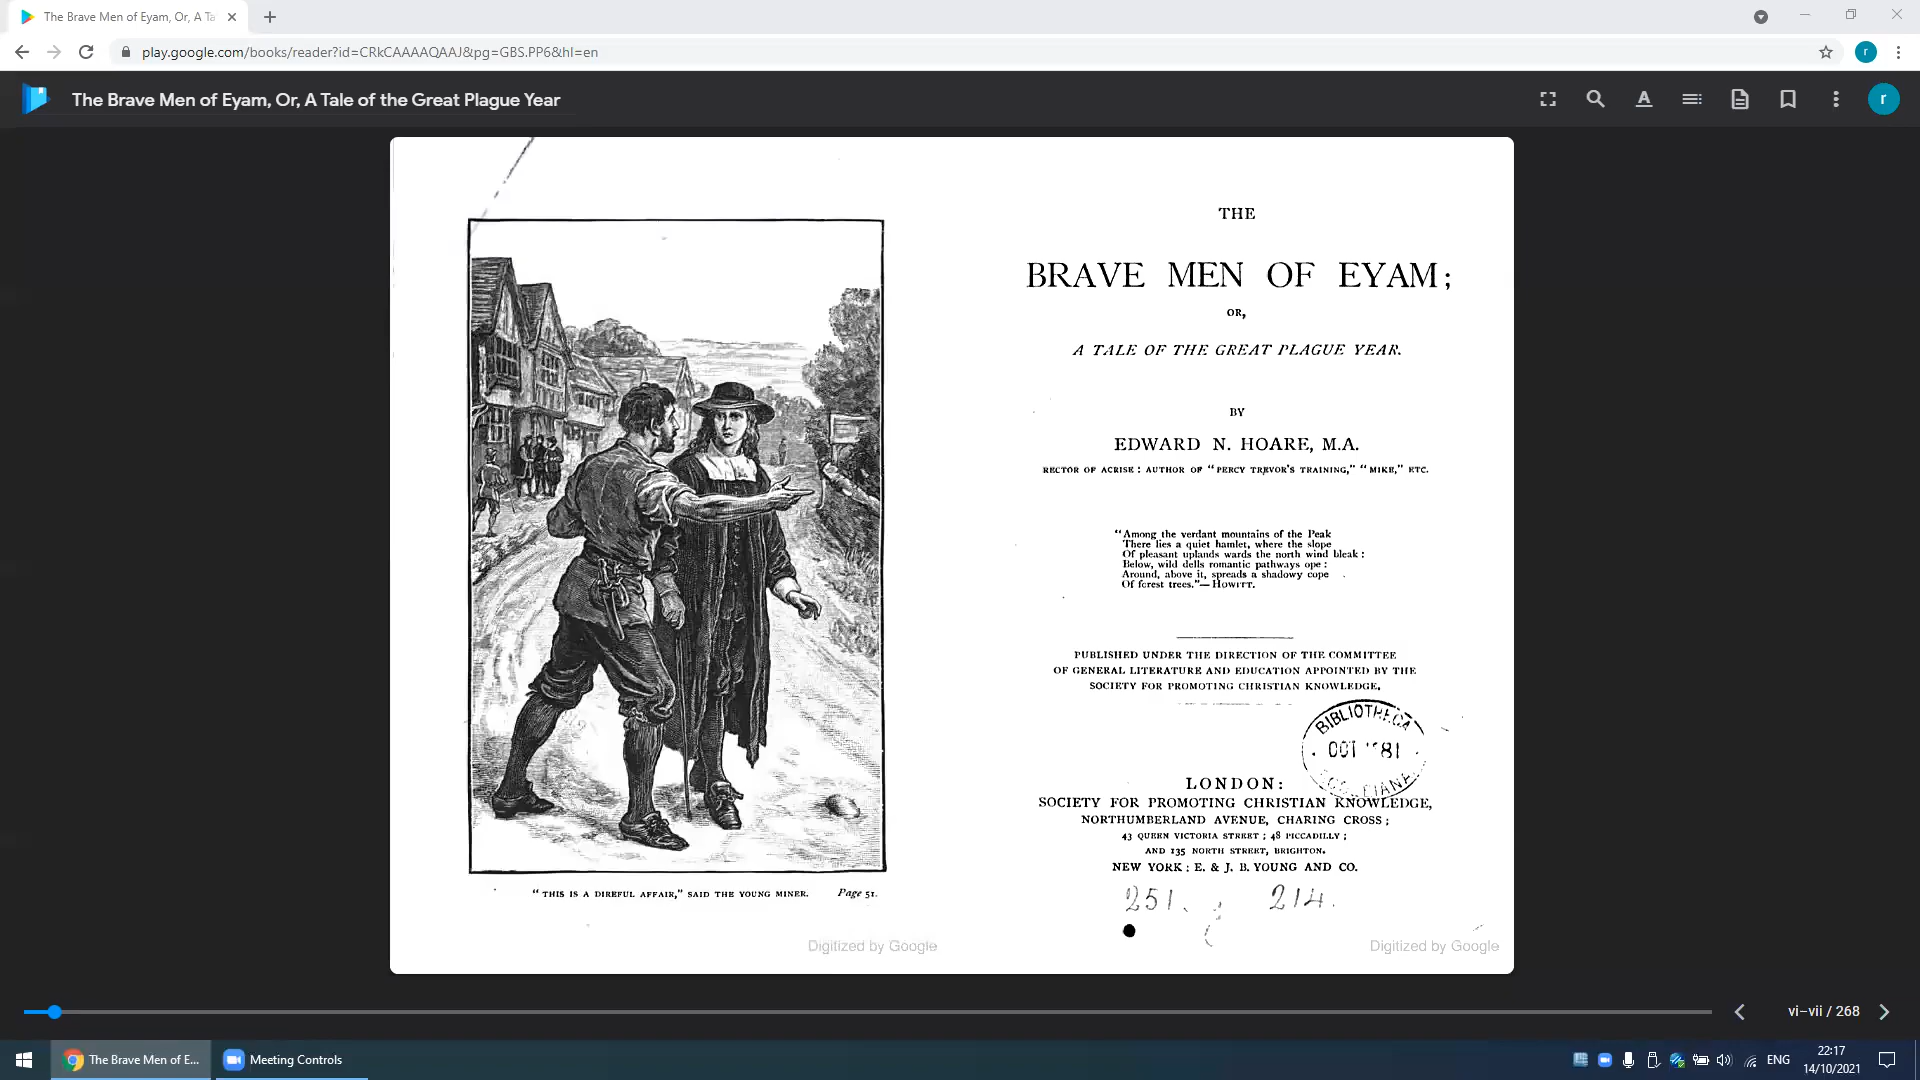 The Brave Men of Eyam, Or, A Ta
play.google.com/books/reader?id=CRkCAAAAQAAJ&pg=GBS.PP6&hl=en
r
The Brave Men of Eyam, Or, A Tale of the Great Plague Year
A
r
"THIS IS A DIREFUL AFFAIR," SAID THE YOUNG MINER. Page 51.
Digitized by Google
THE
BRAVE MEN OF EYAM;
OR,
A TALE OF THE GREAT PLAGUE YEAR.
BY
EDWARD N. HOARE, M.A.
RECTOR OF ACRISE: AUTHOR OF "PERCY TREVOR'S TRAINING," "MIKE," ETC.
"Among the verdant mountains of the Peak
There lies a quiet hamlet, where the slope
Of pleasant uplands wards the north wind bleak:
Below, wild dells romantic pathways ope:
Around, above it, spreads a shadowy cope
Of forest trees."—HOWITT.
PUBLISHED UNDER THE DIRECTION OF THE COMMITTEE
OF GENERAL LITERATURE AND EDUCATION APPOINTED BY THE
SOCIETY FOR PROMOTING CHRISTIAN KNOWLEDGE.
BIBLIOTHECA
OCT 81
LONDON:
SOCIETY FOR PROMOTING CHRISTIAN KNOWLEDGE,
NORTHUMBERLAND AVENUE, CHARING CROSS;
43 QUEEN VICTORIA STREET; 48 PICCADILLY;
AND 135 NORTH STREET, BRIGHTON.
NEW YORK: E. & J. B. YOUNG AND CO.
251. 214.
Digitized by Google
vi–vii / 268
The Brave Men of E...
Meeting Controls
ENG
22:17
14/10/2021